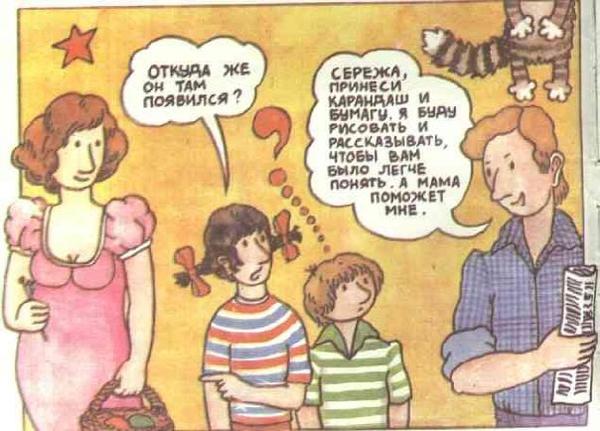 ОТКУДА ЖЕ
ОН ТАМ
ПОЯВИЛСЯ?
СЕРЕЖА,
ПРИНЕСИ
КАРАНДАШ И
БУМАГУ. Я БУДУ
РИСОВАТЬ И
РАССКАЗЫВАТЬ,
ЧТОБЫ ВАМ
БЫЛО ЛЕГЧЕ
ПОНЯТЬ. А МАМА
ПОМОЖЕТ
МНЕ.
?